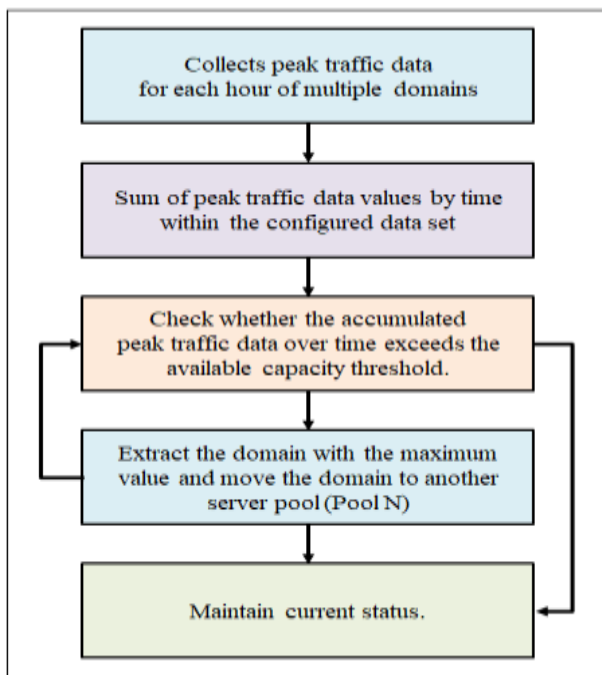 Collects peak traffic data
for each hour of multiple domains
Sum of peak traffic data values by time
within the configured data set
Check whether the accumulated
peak traffic data over time exceeds the
available capacity threshold.
Extract the domain with the maximum
value and move the domain to another
server pool (Pool N)
Maintain current status.